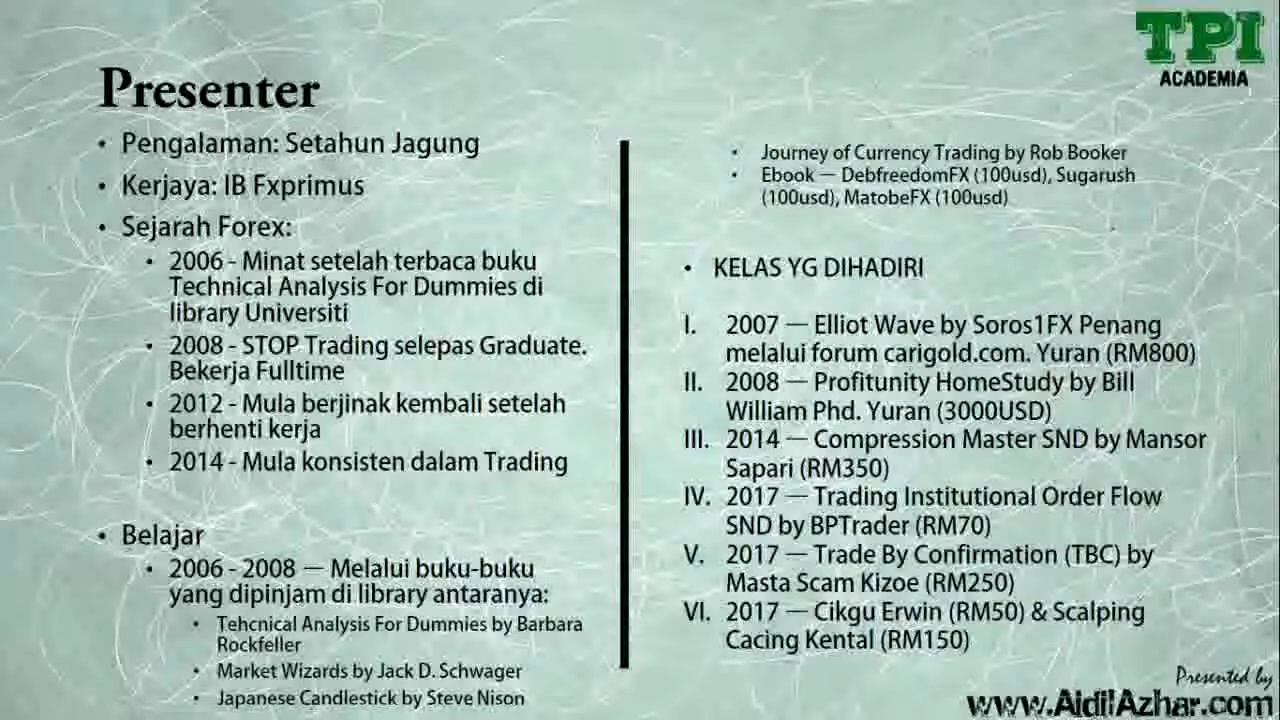 TPI
ACADEMIA
Presenter
• Pengalaman: Setahun Jagung
• Kerjaya: IB Fxprimus
• Sejarah Forex:
• 2006 - Minat setelah terbaca buku
Technical Analysis For Dummies di
library Universiti
• 2008 - STOP Trading selepas Graduate.
Bekerja Fulltime
• 2012 - Mula berjinak kembali setelah
berhenti kerja
• 2014 - Mula konsisten dalam Trading
• Belajar
• 2006 - 2008 — Melalui buku-buku
yang dipinjam di library antaranya:
• Tehcnical Analysis For Dummies by Barbara
Rockfeller
• Market Wizards by Jack D. Schwager
• Japanese Candlestick by Steve Nison
• Journey of Currency Trading by Rob Booker
• Ebook — DebfreedomFX (100usd), Sugarush
(100usd), MatobeFX (100usd)
• KELAS YG DIHADIRI
I. 2007 — Elliot Wave by Soros1FX Penang
melalui forum carigold.com. Yuran (RM800)
II. 2008 — Profitunity HomeStudy by Bill
William Phd. Yuran (3000USD)
III. 2014 — Compression Master SND by Mansor
Sapari (RM350)
IV. 2017 — Trading Institutional Order Flow
SND by BPTrader (RM70)
V. 2017 — Trade By Confirmation (TBC) by
Masta Scam Kizoe (RM250)
VI. 2017 — Cikgu Erwin (RM50) & Scalping
Cacing Kental (RM150)
Presented by
www.AidilAzhar.com